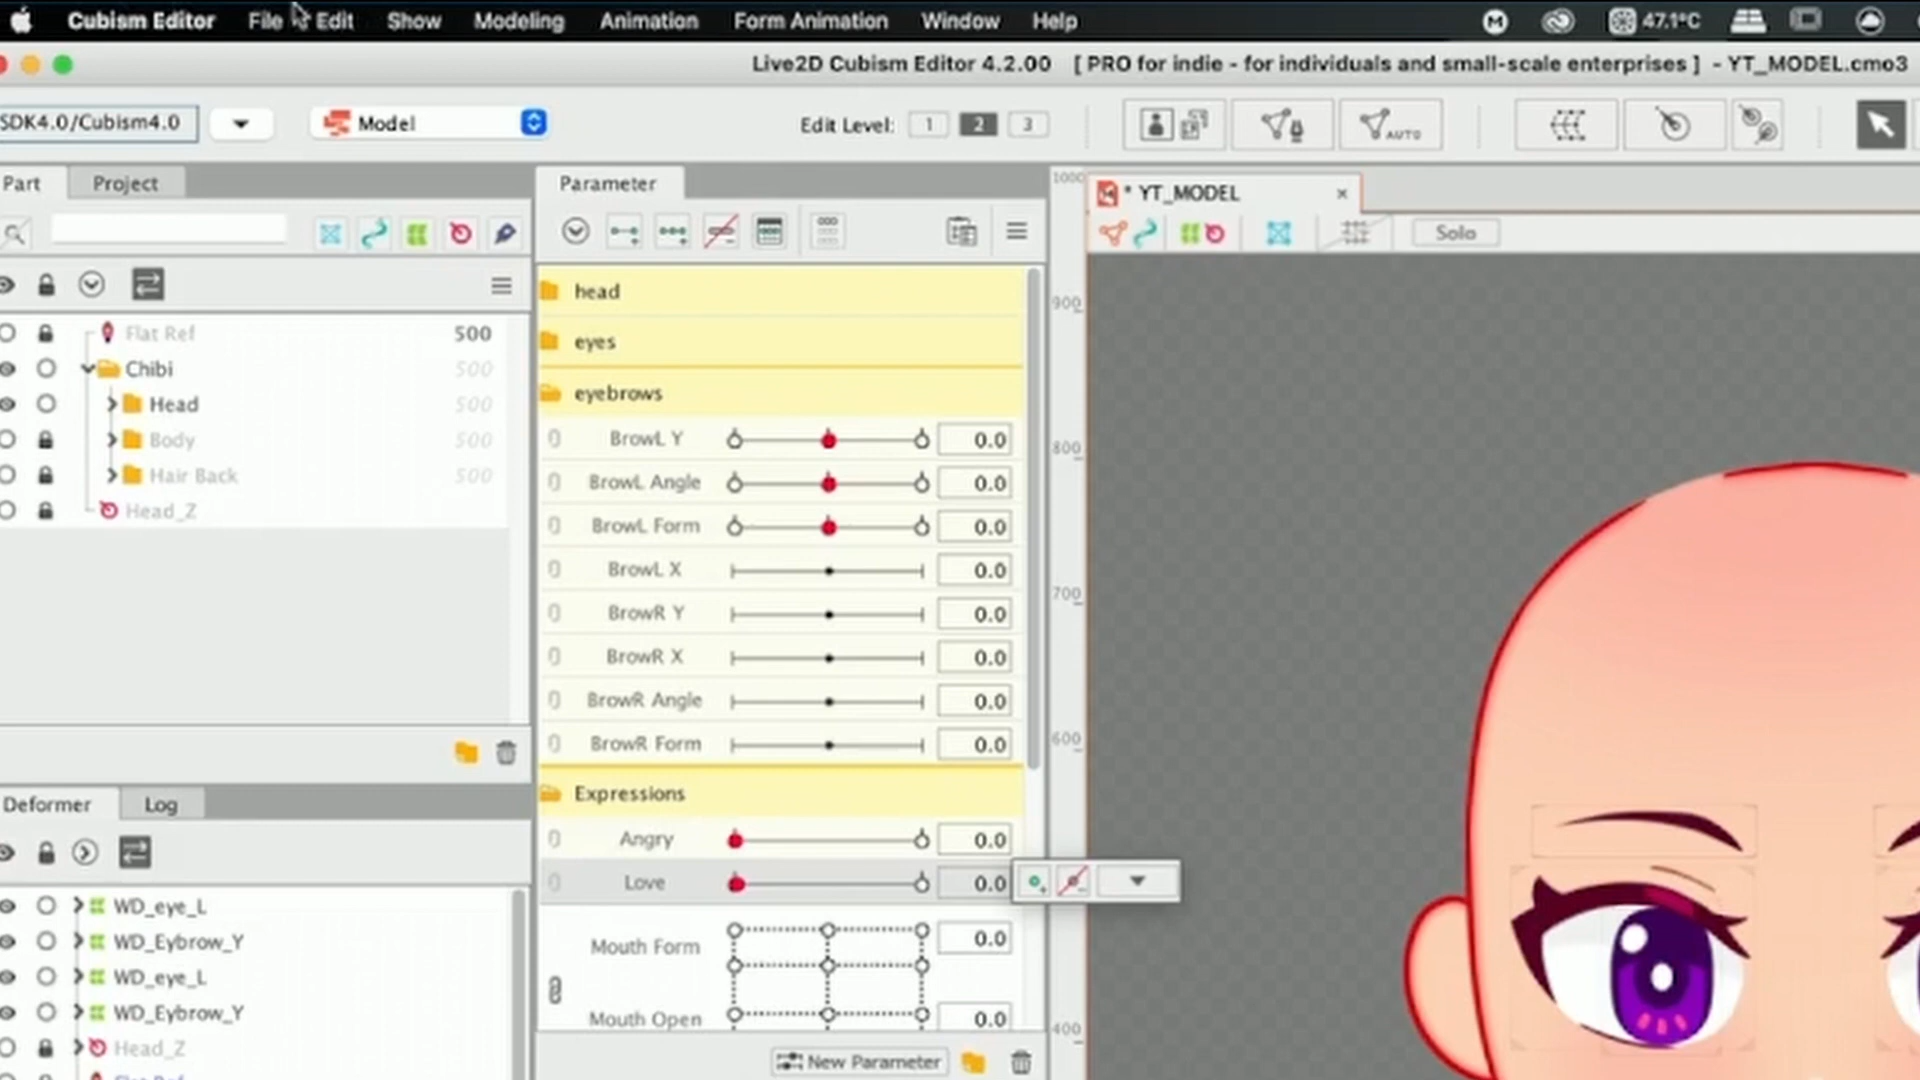 Cubism Editor File Edit Show Modeling Animation Form Animation Window Help 47.1°C
Live2D Cubism Editor 4.2.00 [ PRO for indie - for individuals and small-scale enterprises ] - YT_MODEL.cmo3
SDK4.0/Cubism4.0 Model Edit Level: 1 2 3 AUTO
Part Project
Parameter
* YT_MODEL
Solo
Flat Ref 500
Chibi 500
Head 500
Body 500
Hair Back 500
Head_Z
head
eyes
eyebrows
BrowL Y 0.0
BrowL Angle 0.0
BrowL Form 0.0
BrowL X 0.0
BrowR Y 0.0
BrowR X 0.0
BrowR Angle 0.0
BrowR Form 0.0
Expressions
Angry 0.0
Love 0.0
Mouth Form 0.0
Mouth Open 0.0
New Parameter
1000
900
800
700
600
400
Deformer Log
WD_eye_L
WD_Eybrow_Y
WD_eye_L
WD_Eybrow_Y
Head_Z
Flat Ref